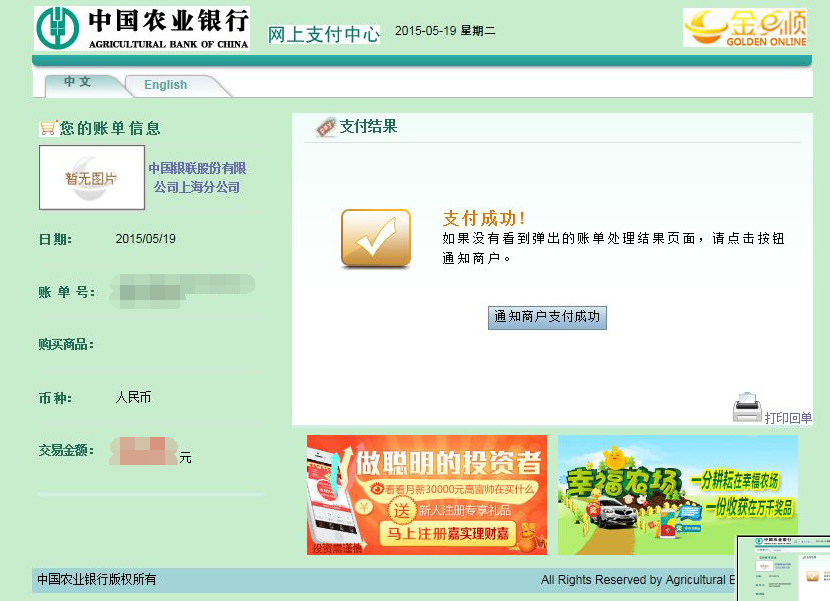 中国农业银行
AGRICULTURAL BANK OF CHINA
网上支付中心
2015-05-19 星期二
金e顺
GOLDEN ONLINE
中文
English
您的账单信息
暂无图片
中国银联股份有限
公司上海分公司
日期:
2015/05/19
账 单 号:
购买商品:
币种:
人民币
交易金额:
元
支付结果
支付成功!
如果没有看到弹出的账单处理结果页面，请点击按钮
通知商户。
通知商户支付成功
打印回单
做聪明的投资者
看看月薪30000元高富帅在买什么
送 新人注册专享礼品
马上注册嘉实理财嘉
投资需谨慎
幸福农场
一分耕耘在幸福农场
一份收获在万千奖品
中国农业银行版权所有
All Rights Reserved by Agricultural